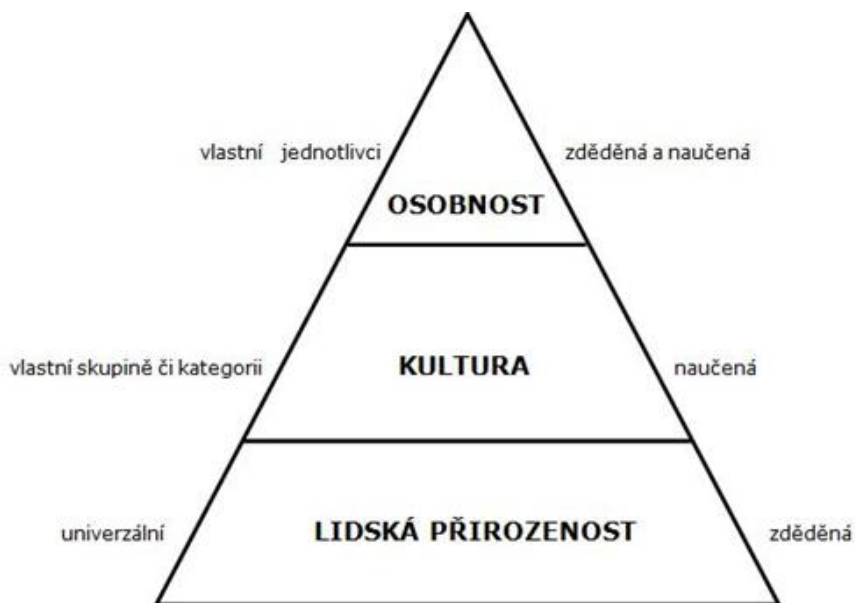 vlastní jednotlivci
zděděná a naučená
OSOBNOST
vlastní skupině či kategorii
KULTURA
naučená
univerzální
LIDSKÁ PŘIROZENOST
zděděná